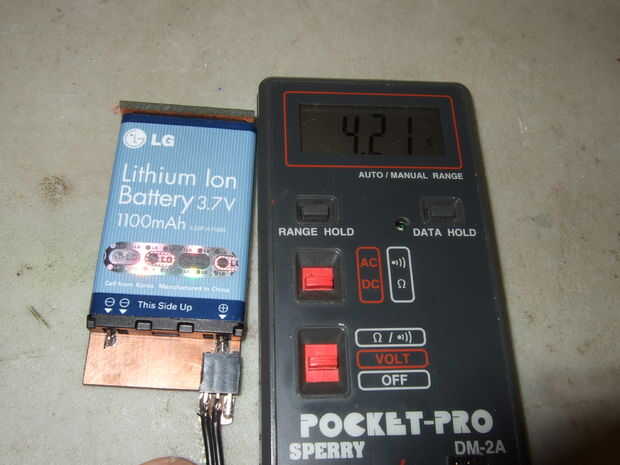 LG
Lithium Ion
Battery 3.7V
1100mAh
Cell from Korea Manufactured in China
This Side Up
4.21
AUTO / MANUAL RANGE
RANGE HOLD
DATA HOLD
AC
DC
Ω
Ω /
VOLT
OFF
POCKET-PRO
SPERRY
DM-2A